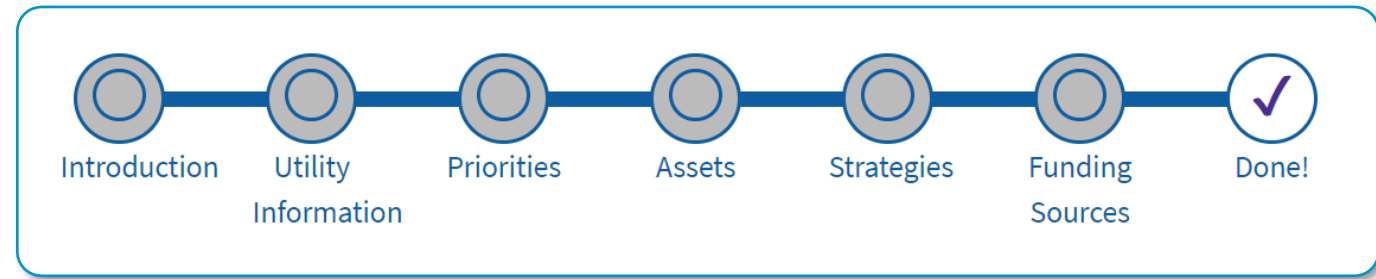 Introduction
Utility
Information
Priorities
Assets
Strategies
Funding
Sources
Done!